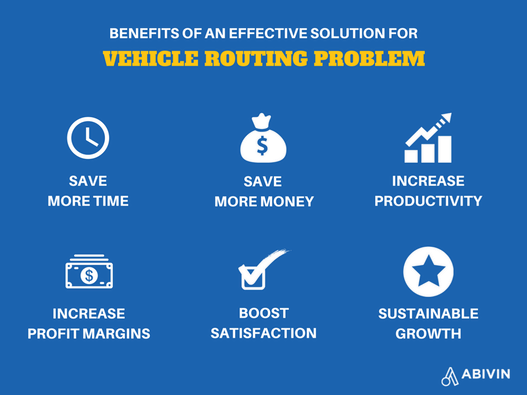 BENEFITS OF AN EFFECTIVE SOLUTION FOR
VEHICLE ROUTING PROBLEM
$
SAVE
MORE TIME
SAVE
MORE MONEY
INCREASE
PRODUCTIVITY
$
INCREASE
PROFIT MARGINS
BOOST
SATISFACTION
SUSTAINABLE
GROWTH
ABIVIN